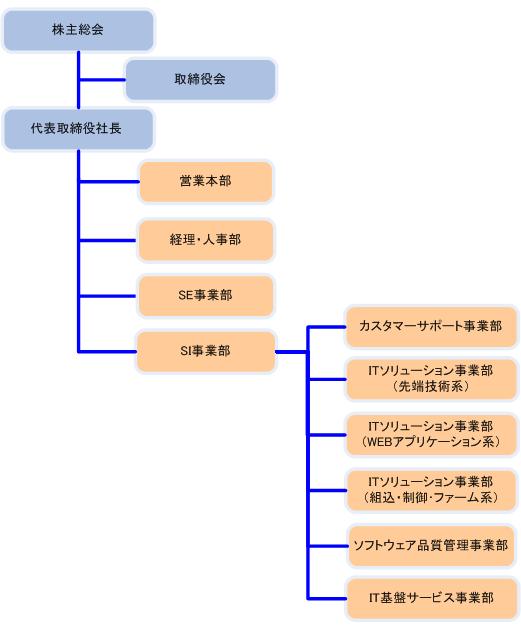 株主総会
取締役会
代表取締役社長
営業本部
経理・人事部
SE事業部
SI事業部
カスタマーサポート事業部
ITソリューション事業部
（先端技術系）
ITソリューション事業部
（WEBアプリケーション系）
ITソリューション事業部
（組込・制御・ファーム系）
ソフトウェア品質管理事業部
IT基盤サービス事業部